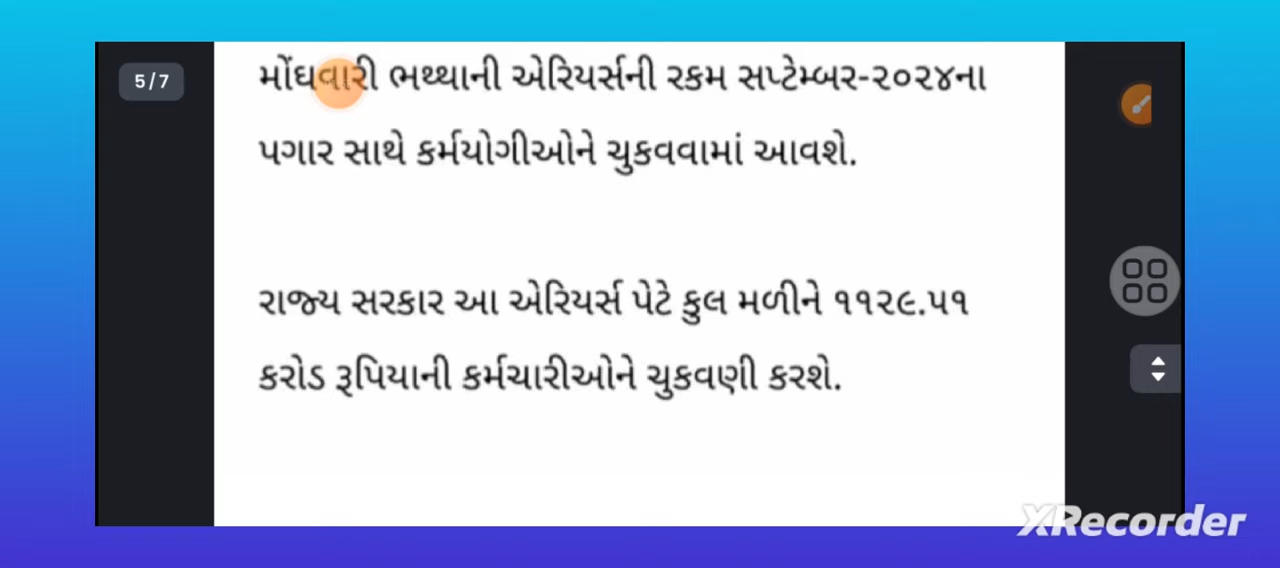 5/7
મોંઘવારી ભથ્થાની એરિયર્સની રકમ સપ્ટેમ્બર-૨૦૨૪ના
પગાર સાથે કર્મયોગીઓને ચુકવવામાં આવશે.
રાજ્ય સરકાર આ એરિયર્સ પેટે કુલ મળીને ૧૧૨૯.૫૧
કરોડ રૂપિયાની કર્મચારીઓને ચુકવણી કરશે.
XRecorder